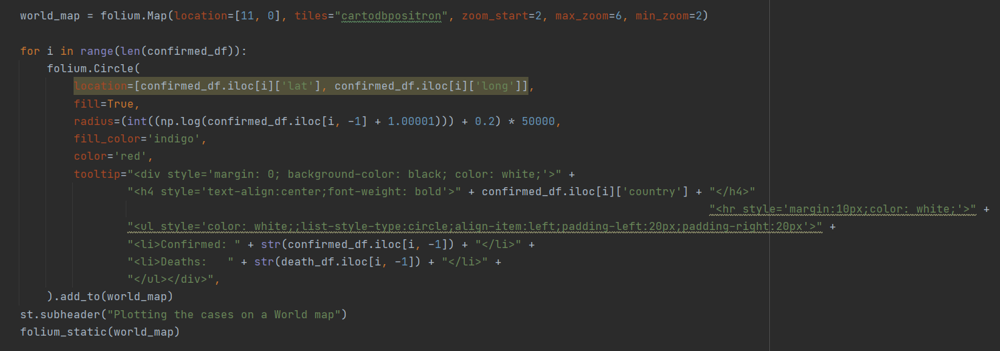 world_map = folium.Map(location=[11, 0], tiles="cartodbpositron", zoom_start=2, max_zoom=6, min_zoom=2)
for i in range(len(confirmed_df)):
folium.Circle(
location=[confirmed_df.iloc[i]['lat'], confirmed_df.iloc[i]['long']],
fill=True,
radius=(int((np.log(confirmed_df.iloc[i, -1] + 1.00001))) + 0.2) * 50000,
fill_color='indigo',
color='red',
tooltip="<div style='margin: 0; background-color: black; color: white;'>" +
"<h4 style='text-align:center;font-weight: bold'>" + confirmed_df.iloc[i]['country'] + "</h4>"
"<hr style='margin:10px;color: white;'>" +
"<ul style='color: white;;list-style-type:circle;align-item:left;padding-left:20px;padding-right:20px'>" +
"<li>Confirmed: " + str(confirmed_df.iloc[i, -1]) + "</li>" +
"<li>Deaths:   " + str(death_df.iloc[i, -1]) + "</li>" +
"</ul></div>",
).add_to(world_map)
st.subheader("Plotting the cases on a World map")
folium_static(world_map)